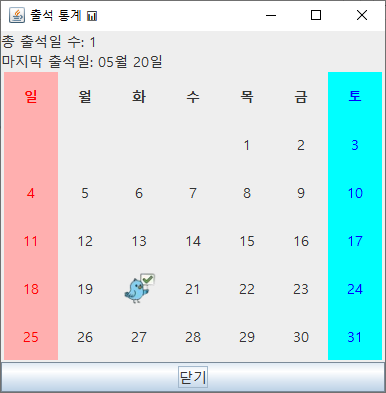 출석 통계 📊
총 출석일 수: 1
마지막 출석일: 05월 20일
일 월 화 수 목 금 토
1 2 3
4 5 6 7 8 9 10
11 12 13 14 15 16 17
18 19 21 22 23 24
25 26 27 28 29 30 31
닫기